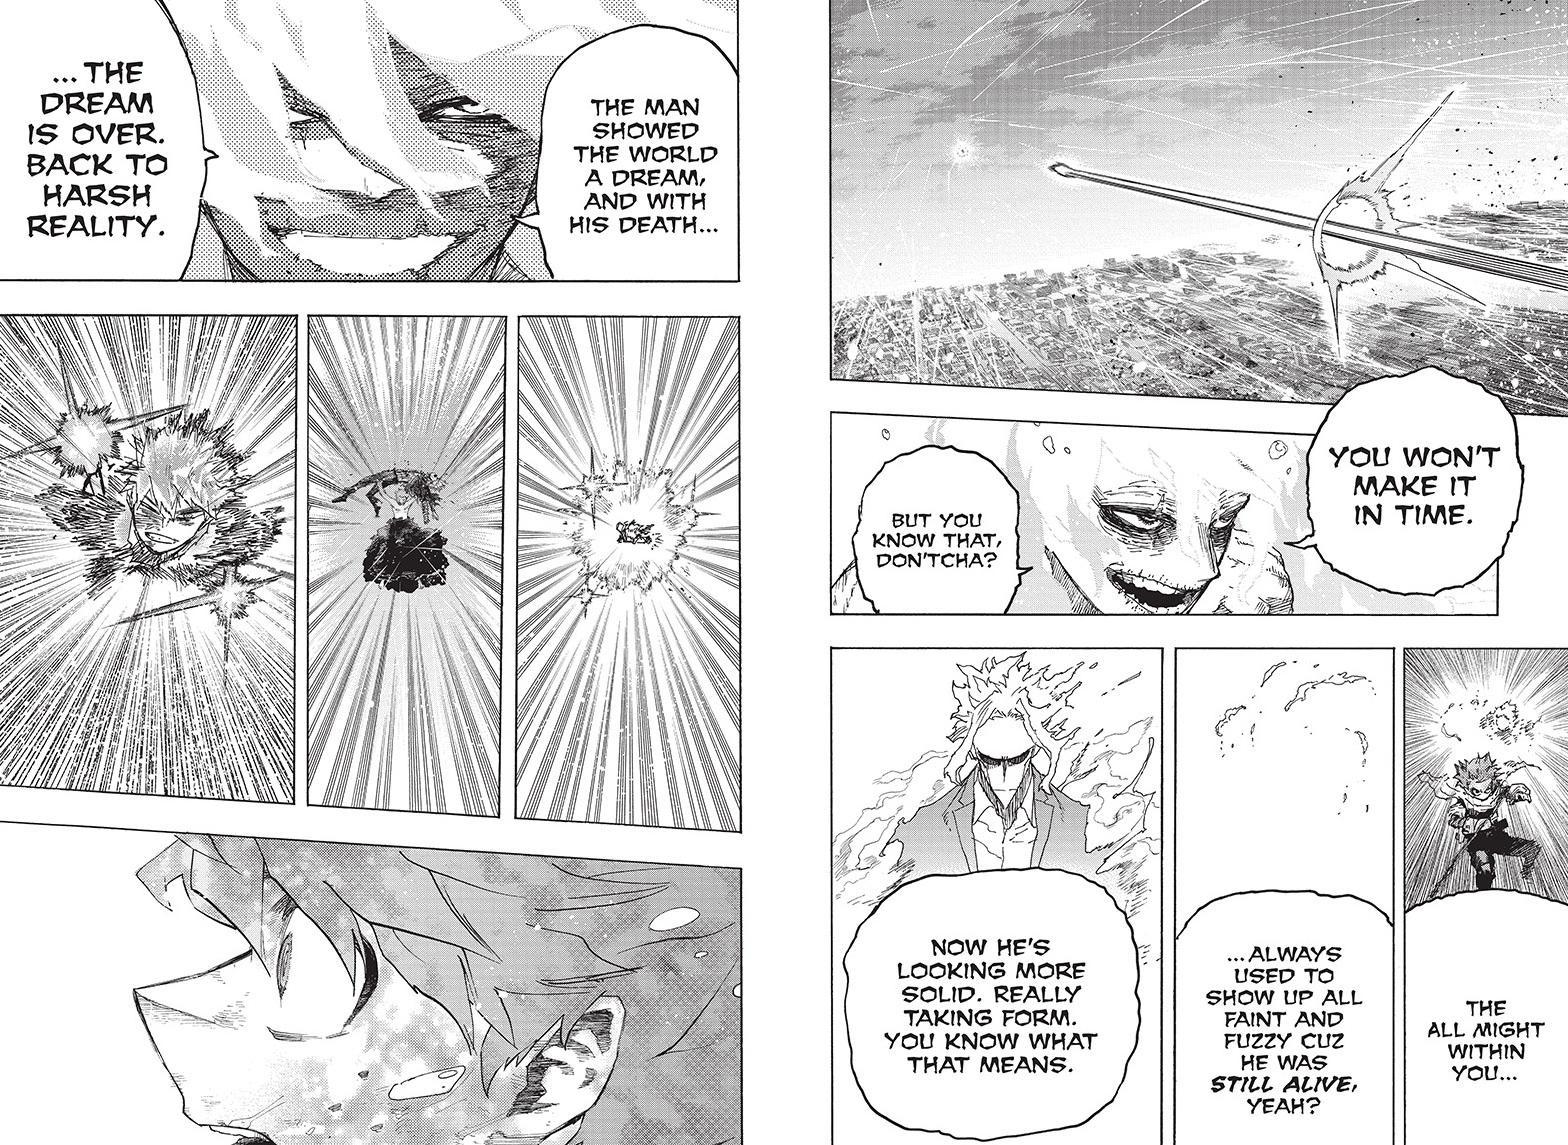 YOU WON'T
MAKE IT
IN TIME.
BUT YOU
KNOW THAT,
DON'TCHA?
THE
ALL MIGHT
WITHIN
YOU...
...ALWAYS
USED TO
SHOW UP ALL
FAINT AND
FUZZY CUZ
HE WAS
STILL ALIVE,
YEAH?
NOW HE'S
LOOKING MORE
SOLID. REALLY
TAKING FORM.
YOU KNOW WHAT
THAT MEANS.
THE MAN
SHOWED
THE WORLD
A DREAM,
AND WITH
HIS DEATH...
...THE
DREAM
IS OVER.
BACK TO
HARSH
REALITY.